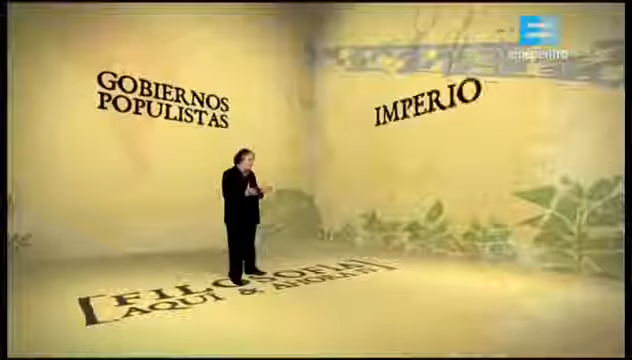 encuentro
GOBIERNOS
POPULISTAS
IMPERIO
[FILOSOFIA]
AQUI & AHORA